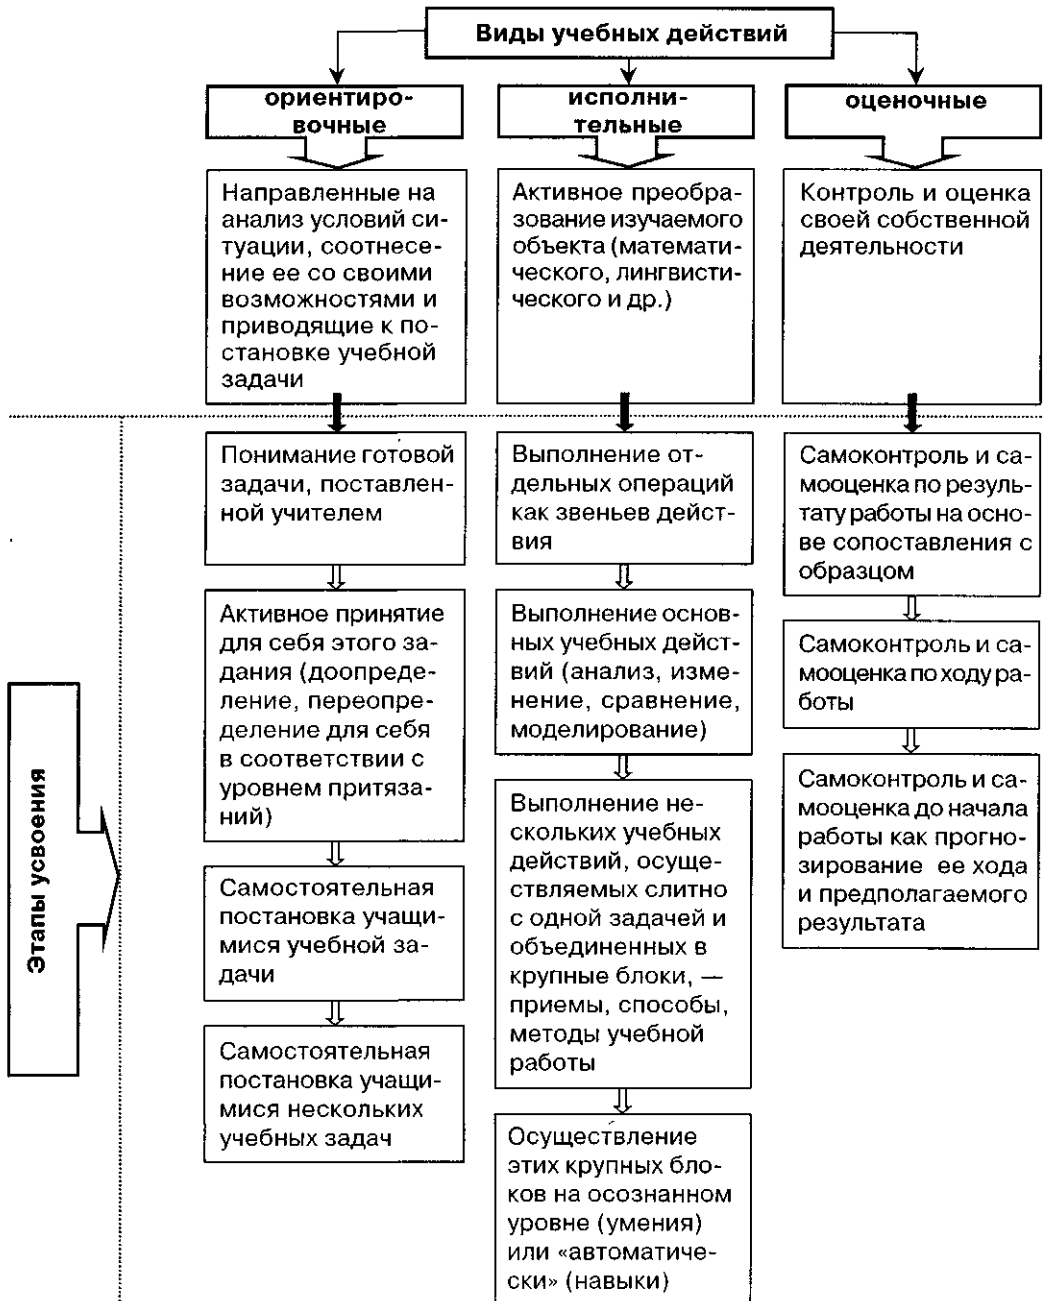 Виды учебных действий
ориентиро-
вочные
Направленные на
анализ условий си-
туации, соотнесе-
ние ее со своими
возможностями и
приводящие к по-
становке учебной
задачи
исполни-
тельные
Активное преобра-
зование изучаемого
объекта (математи-
ческого, лингвисти-
ческого и др.)
оценочные
Контроль и оценка
своей собственной
деятельности
Этапы усвоения
Понимание готовой
задачи, поставлен-
ной учителем
Активное принятие
для себя этого за-
дания (доопреде-
ление, переопре-
деление для себя
в соответствии с
уровнем притяза-
ний)
Самостоятельная
постановка учащи-
мися учебной за-
дачи
Самостоятельная
постановка учащи-
мися нескольких
учебных задач
Выполнение от-
дельных операций
как звеньев дейст-
вия
Выполнение основ-
ных учебных дейст-
вий (анализ, изме-
нение, сравнение,
моделирование)
Выполнение не-
скольких учебных
действий, осуще-
ствляемых слитно
с одной задачей и
объединенных в
крупные блоки, —
приемы, способы,
методы учебной
работы
Осуществление
этих крупных бло-
ков на осознанном
уровне (умения)
или «автоматиче-
ски» (навыки)
Самоконтроль и са-
мооценка по резуль-
тату работы на осно-
ве сопоставления с
образцом
Самоконтроль и са-
мооценка по ходу ра-
боты
Самоконтроль и са-
мооценка до начала
работы как прогно-
зирование ее хода
и предполагаемого
результата